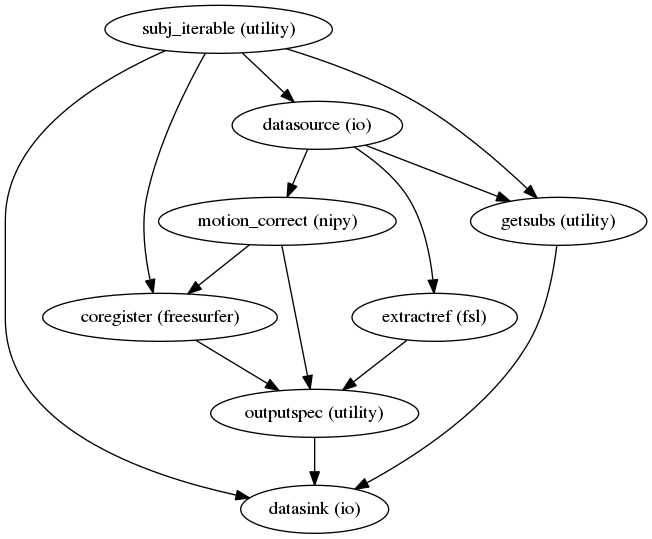 subj_iterable (utility)
datasource (io)
motion_correct (nipy)
getsubs (utility)
coregister (freesurfer)
extractref (fsl)
outputspec (utility)
datasink (io)